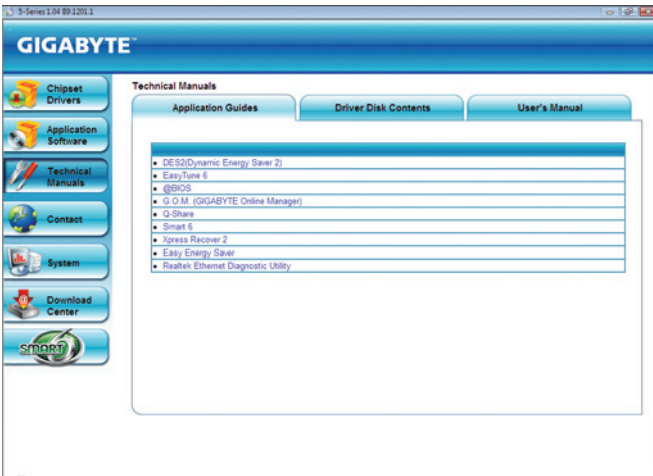 5-Series 1.04 B9.1201.1
GIGABYTE™
Chipset
Drivers
Application
Software
Technical
Manuals
Contact
System
Download
Center
SMART 6
Technical Manuals
Application Guides
Driver Disk Contents
User's Manual
DES2(Dynamic Energy Saver 2)
EasyTune 6
@BIOS
G.O.M. (GIGABYTE Online Manager)
Q-Share
Smart 6
Xpress Recover 2
Easy Energy Saver
Realtek Ethernet Diagnostic Utility